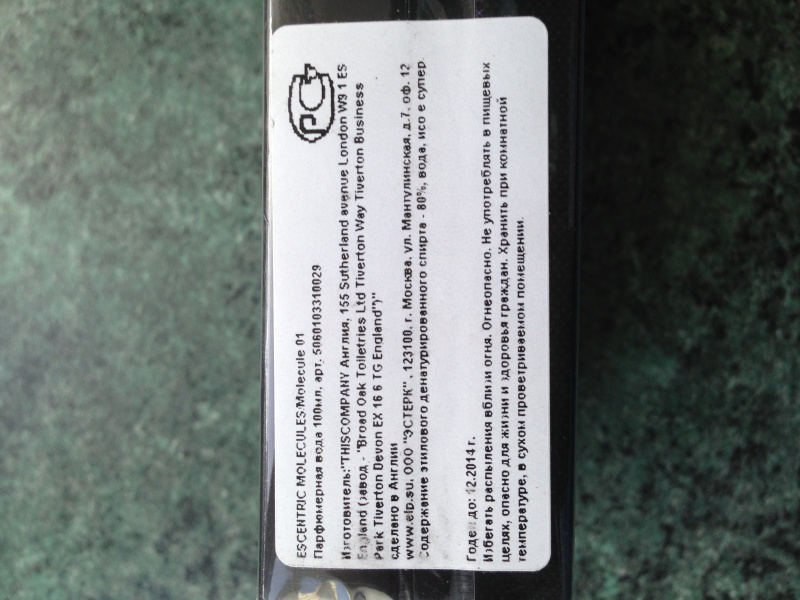 ESCENTRIC MOLECULES/Molecule 01
Парфюмерная вода 100мл, арт. 5060103310029
РСТ
Изготовитель:"THISCOMPANY Англия, 155 Sutherland avenue London W9 1 ES
England (завод - "Broad Oak Toiletries Ltd Tiverton Way Tiverton Business
Park Tiverton Devon EX 16 6 TG England")"
сделано в Англии
www.elp.su, ООО "ЭСТЕРК" , 123100, г. Москва, ул. Мантулинская, д.7, оф. 12
Содержание этилового денатурированного спирта - 80%, вода, исо е супер.
Годен до: 12.2014 г.
Избегать распыления вблизи огня. Огнеопасно. Не употреблять в пищевых
целях, опасно для жизни и здоровья граждан. Хранить при комнатной
температуре, в сухом проветриваемом помещении.